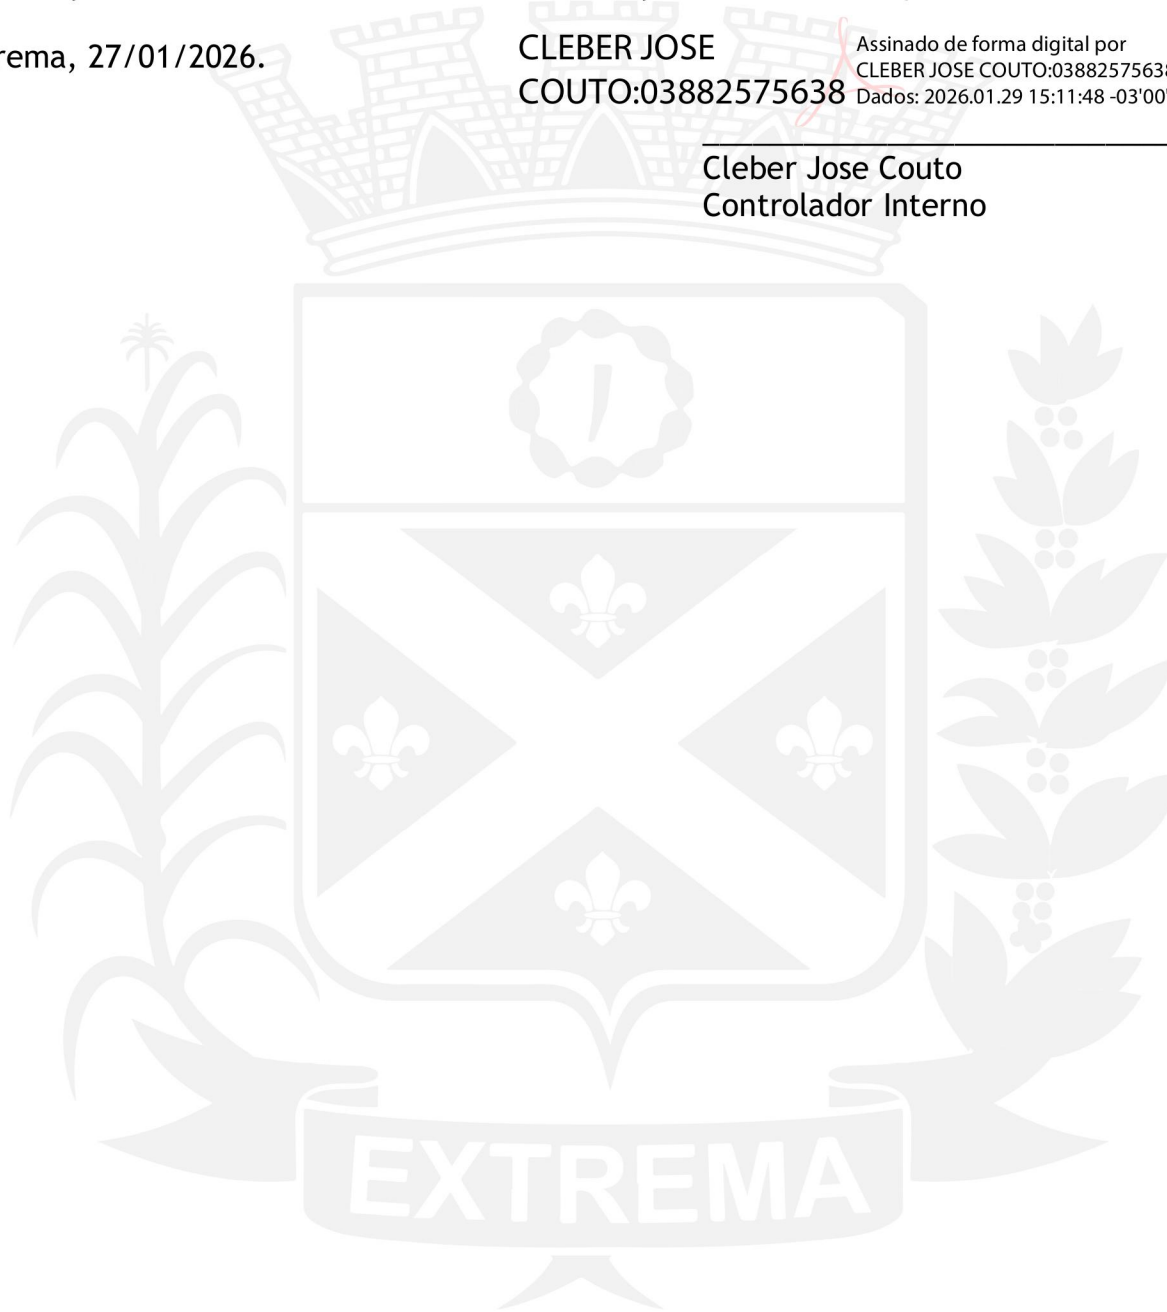 rema, 27/01/2026.
CLEBER JOSE
COUTO:03882575638
Assinado de forma digital por
CLEBER JOSE COUTO:03882575638
Dados: 2026.01.29 15:11:48 -03'00'
Cleber Jose Couto
Controlador Interno
EXTREMA